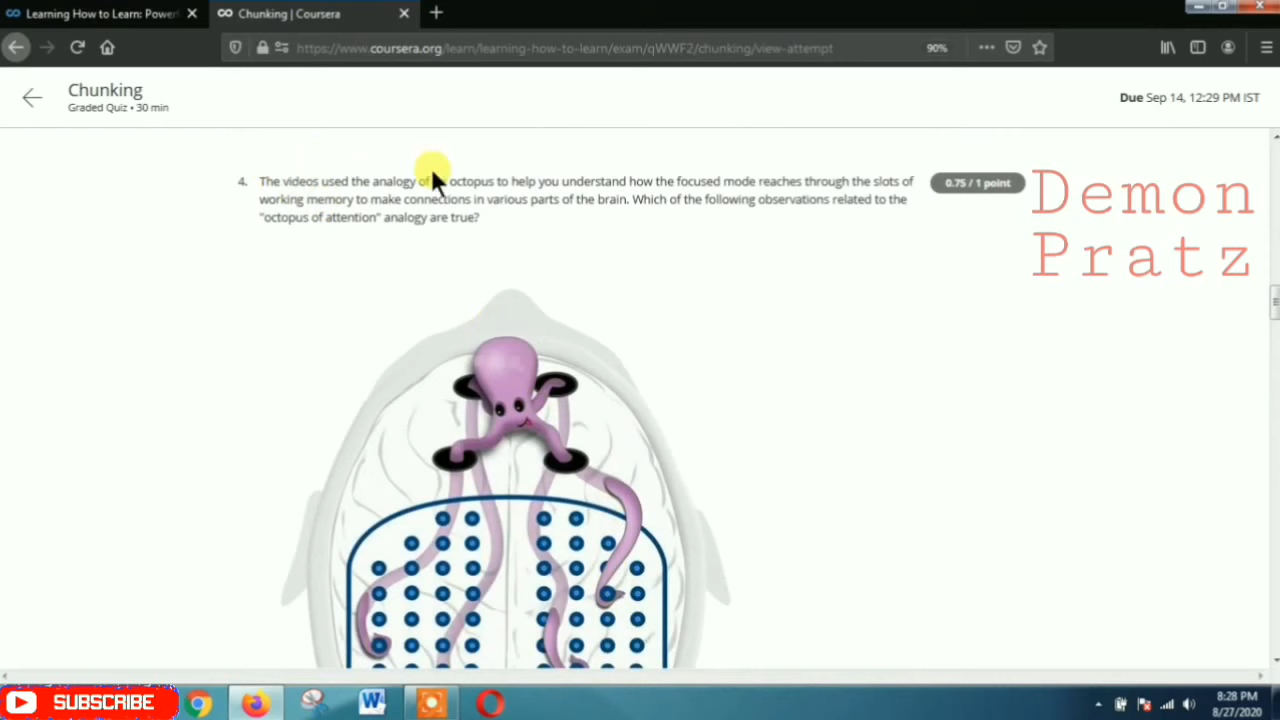 Learning How to Learn: Powerf
Chunking | Coursera
https://www.coursera.org/learn/learning-how-to-learn/exam/qWWF2/chunking/view-attempt
90%
Chunking
Graded Quiz • 30 min
Due Sep 14, 12:29 PM IST
4. The videos used the analogy of octopus to help you understand how the focused mode reaches through the slots of
working memory to make connections in various parts of the brain. Which of the following observations related to the
"octopus of attention" analogy are true?
0.75 / 1 point
Demon
Pratz
SUBSCRIBE
8:28 PM
8/27/2020